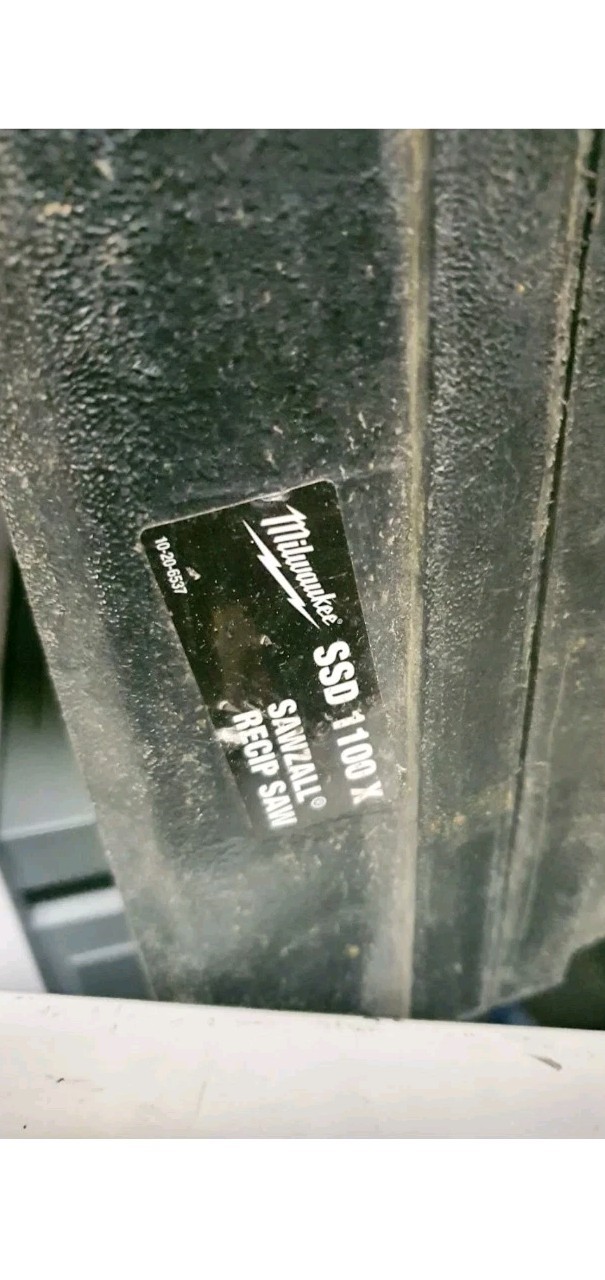 Milwaukee®
SSD 1100 X
SAWZALL®
RECIP SAW
10-20-6537